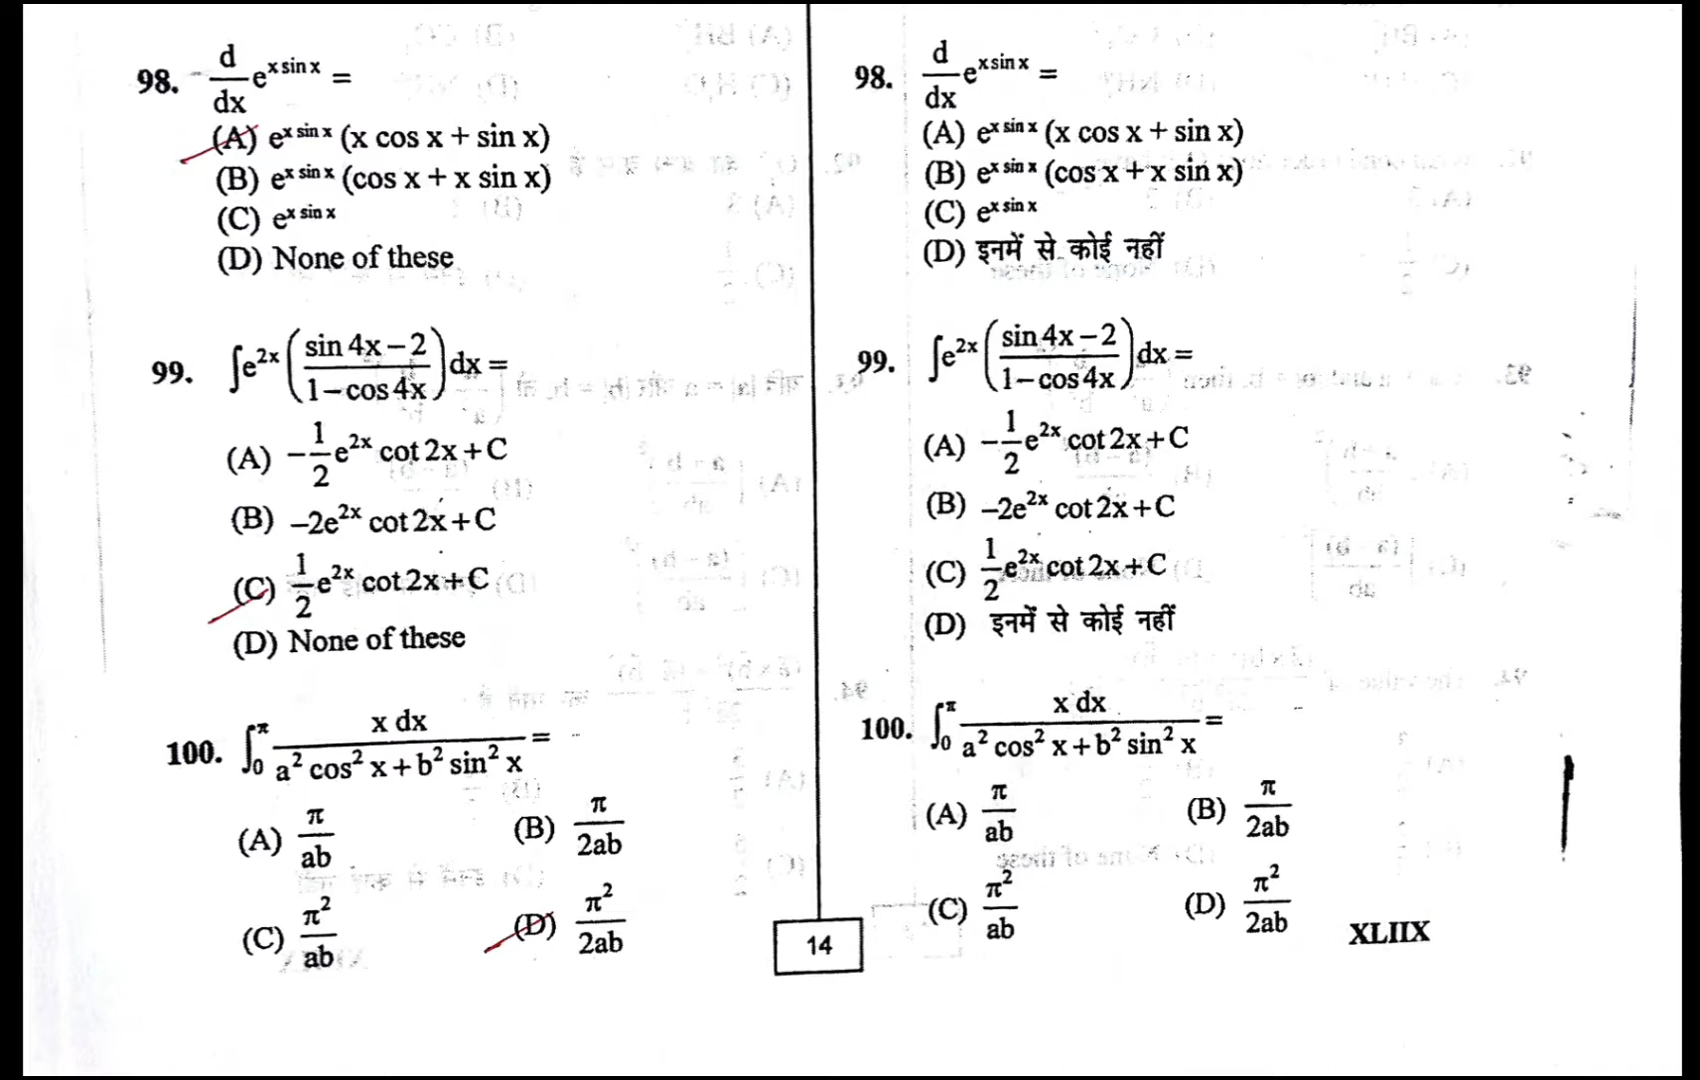 98. d/dx e^{x sin x} =
(A) e^{x sin x} (x cos x + sin x)
(B) e^{x sin x} (cos x + x sin x)
(C) e^{x sin x}
(D) None of these
99. ∫e^{2x} ((sin 4x – 2)/(1 – cos 4x)) dx =
(A) –1/2 e^{2x} cot 2x + C
(B) –2e^{2x} cot 2x + C
(C) 1/2 e^{2x} cot 2x + C
(D) None of these
100. ∫_0^π x dx/(a² cos² x + b² sin² x) =
(A) π/ab (B) π/2ab
(C) π²/ab (D) π²/2ab
98. d/dx e^{x sin x} =
(A) e^{x sin x} (x cos x + sin x)
(B) e^{x sin x} (cos x + x sin x)
(C) e^{x sin x}
(D) इनमें से कोई नहीं
99. ∫e^{2x} ((sin 4x – 2)/(1 – cos 4x)) dx =
(A) –1/2 e^{2x} cot 2x + C
(B) –2e^{2x} cot 2x + C
(C) 1/2 e^{2x} cot 2x + C
(D) इनमें से कोई नहीं
100. ∫_0^π x dx/(a² cos² x + b² sin² x) =
(A) π/ab (B) π/2ab
(C) π²/ab (D) π²/2ab
14
XLIIX